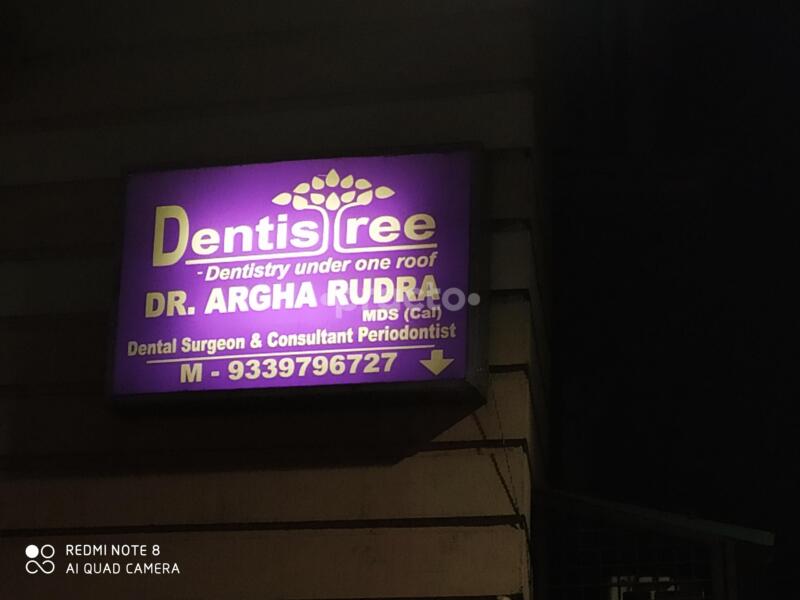 Dentistree
- Dentistry under one roof
DR. ARGHA RUDRA
MDS (Cal)
Dental Surgeon & Consultant Periodontist
M - 9339796727
practo
REDMI NOTE 8
AI QUAD CAMERA